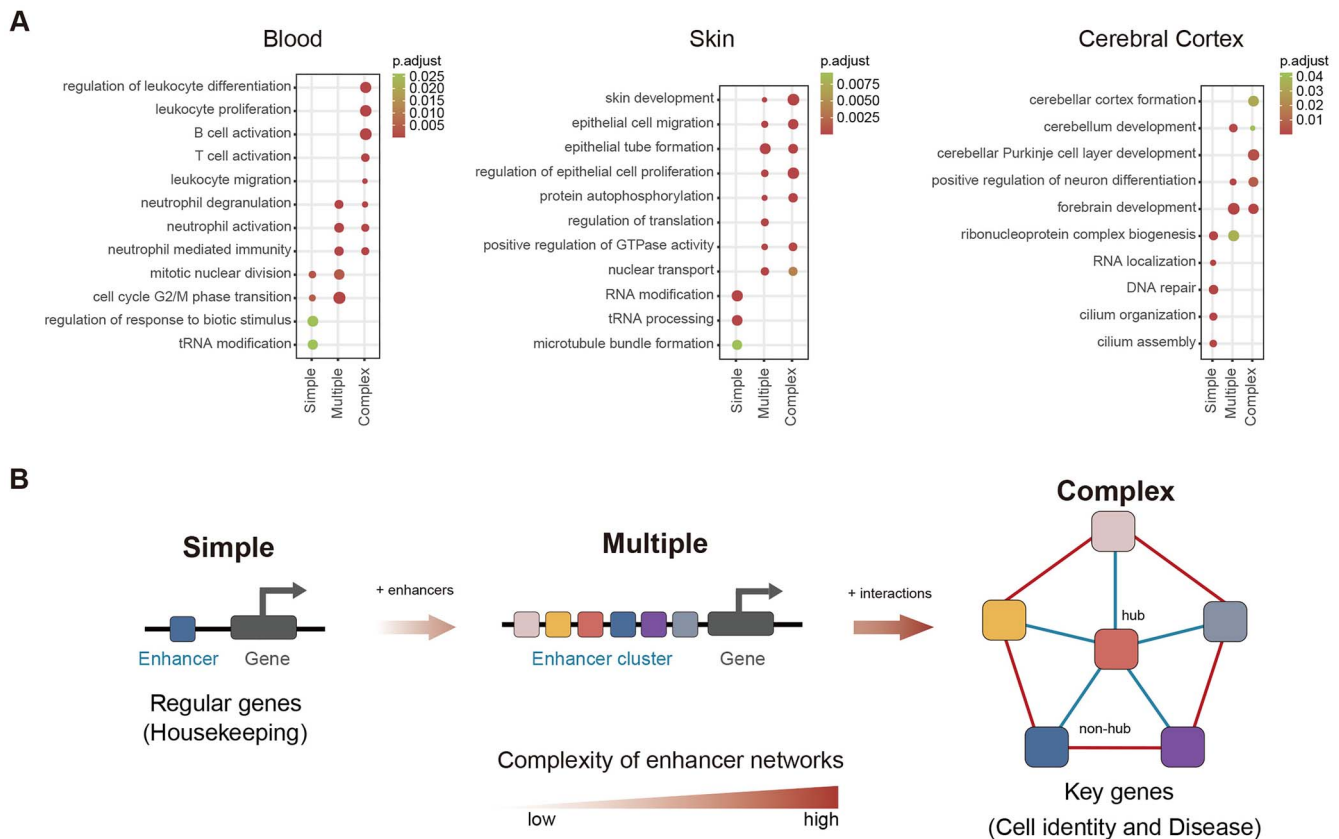 A
Blood
p.adjust
0.025
0.020
0.015
0.010
0.005
regulation of leukocyte differentiation
leukocyte proliferation
B cell activation
T cell activation
leukocyte migration
neutrophil degranulation
neutrophil activation
neutrophil mediated immunity
mitotic nuclear division
cell cycle G2/M phase transition
regulation of response to biotic stimulus
tRNA modification
Simple
Multiple
Complex
Skin
p.adjust
0.0075
0.0050
0.0025
skin development
epithelial cell migration
epithelial tube formation
regulation of epithelial cell proliferation
protein autophosphorylation
regulation of translation
positive regulation of GTPase activity
nuclear transport
RNA modification
tRNA processing
microtubule bundle formation
Simple
Multiple
Complex
Cerebral Cortex
p.adjust
0.04
0.03
0.02
0.01
cerebellar cortex formation
cerebellum development
cerebellar Purkinje cell layer development
positive regulation of neuron differentiation
forebrain development
ribonucleoprotein complex biogenesis
RNA localization
DNA repair
cilium organization
cilium assembly
Simple
Multiple
Complex
B
Simple
Enhancer
Gene
Regular genes
(Housekeeping)
+ enhancers
Multiple
Enhancer cluster
Gene
+ interactions
Complexity of enhancer networks
low
high
Complex
hub
non-hub
Key genes
(Cell identity and Disease)